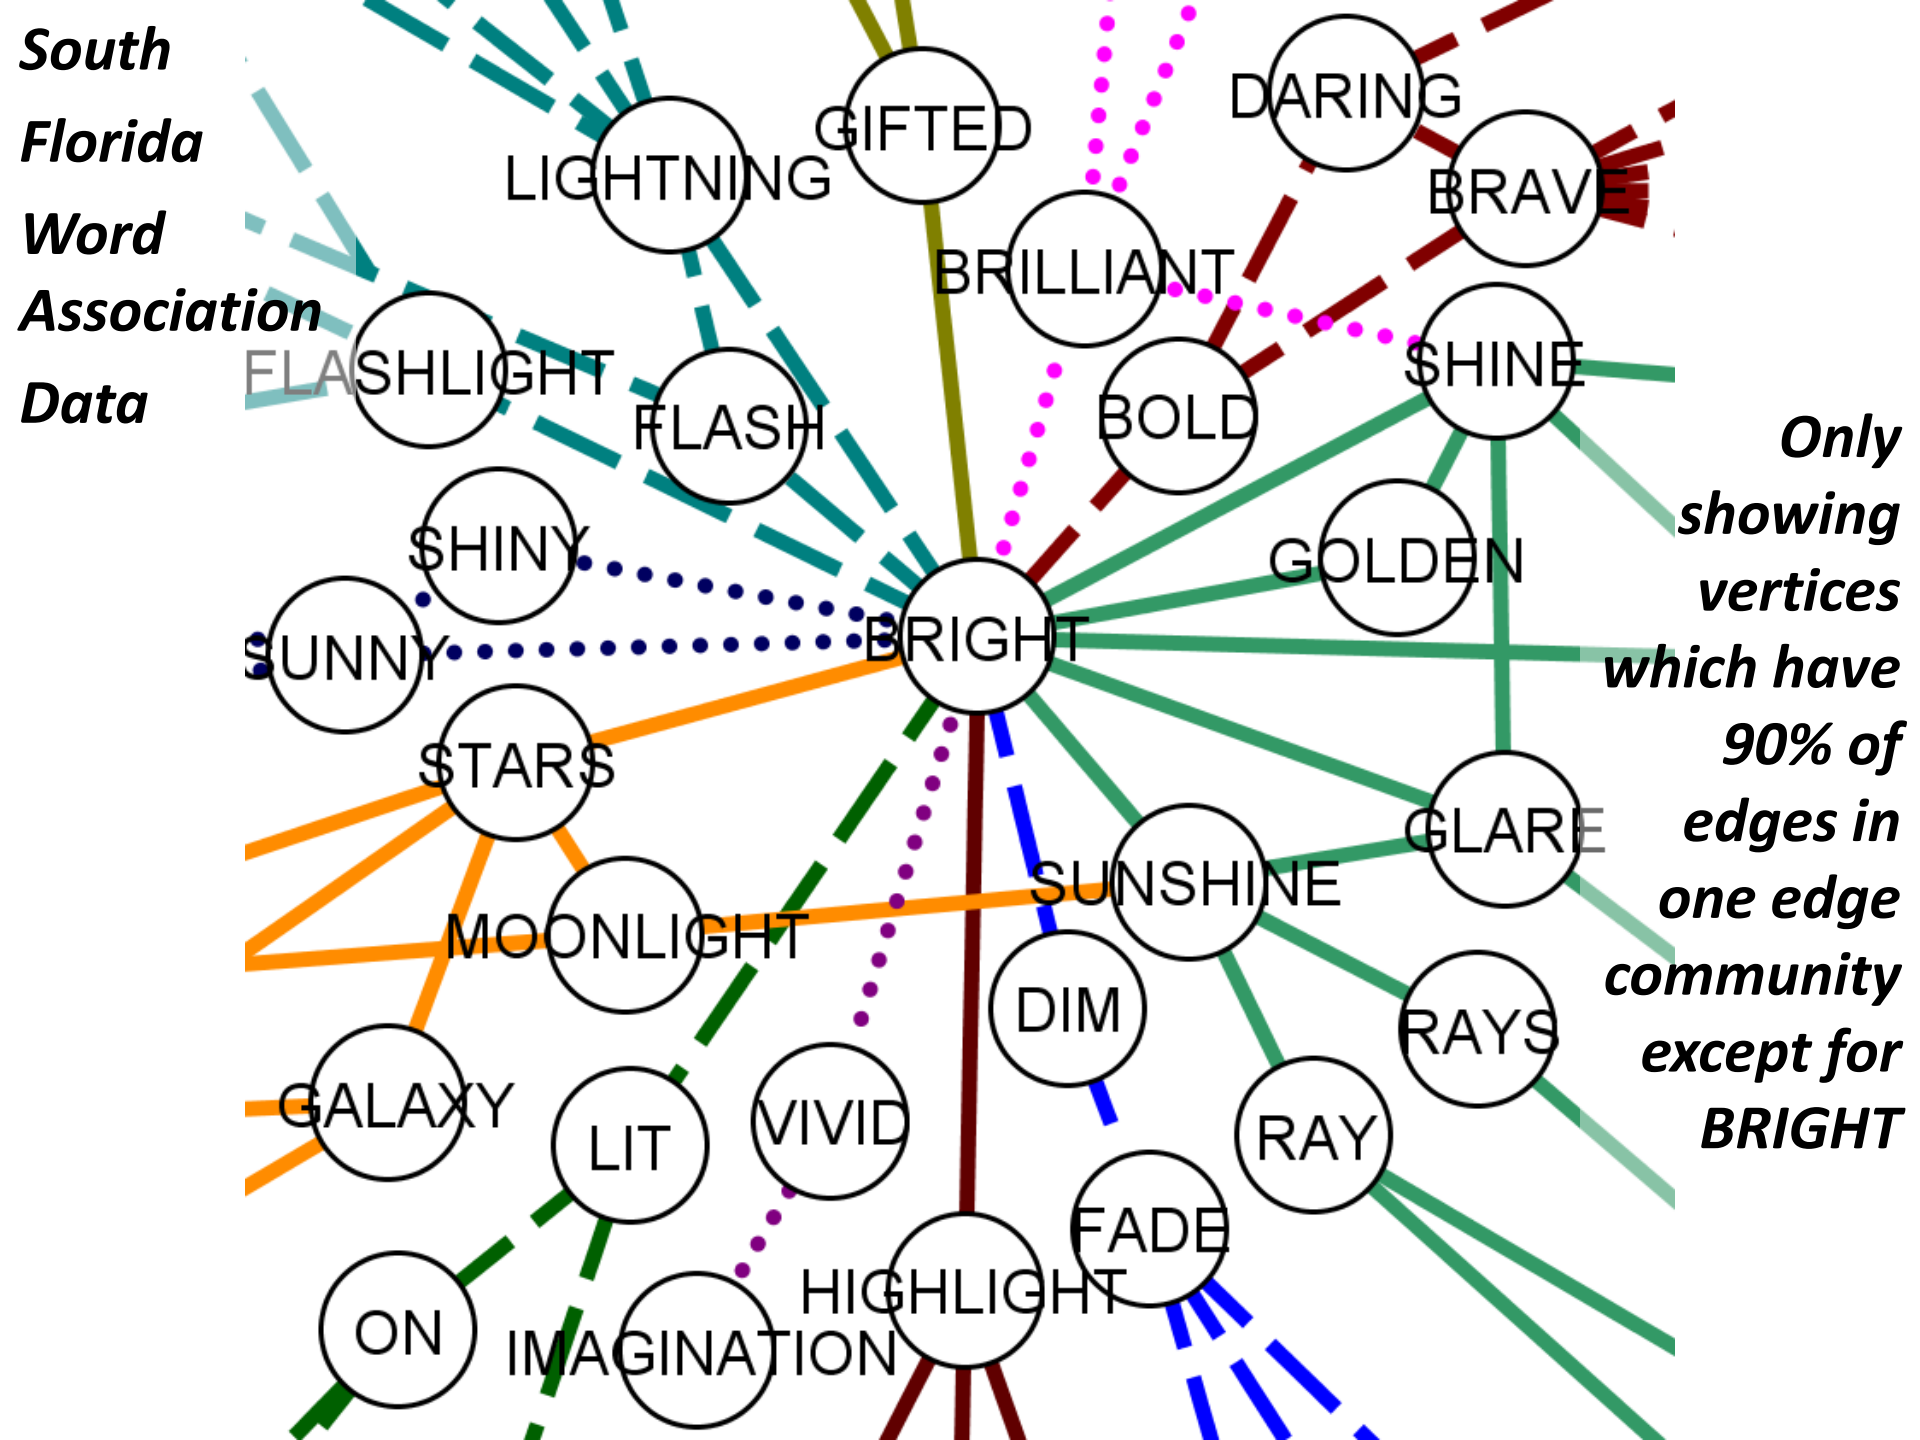 South
Florida
Word
Association
Data
DARING
GIFTED
LIGHTNING
BRAVE
BRILLIANT
SHINE
FLASHLIGHT
FLASH
BOLD
Only
showing
vertices
which have
90% of
edges in
one edge
community
except for
BRIGHT
SHINY
GOLDEN
SUNNY
BRIGHT
STARS
GLARE
SUNSHINE
MOONLIGHT
DIM
RAYS
GALAXY
LIT
VIVID
RAY
FADE
HIGHLIGHT
ON
IMAGINATION